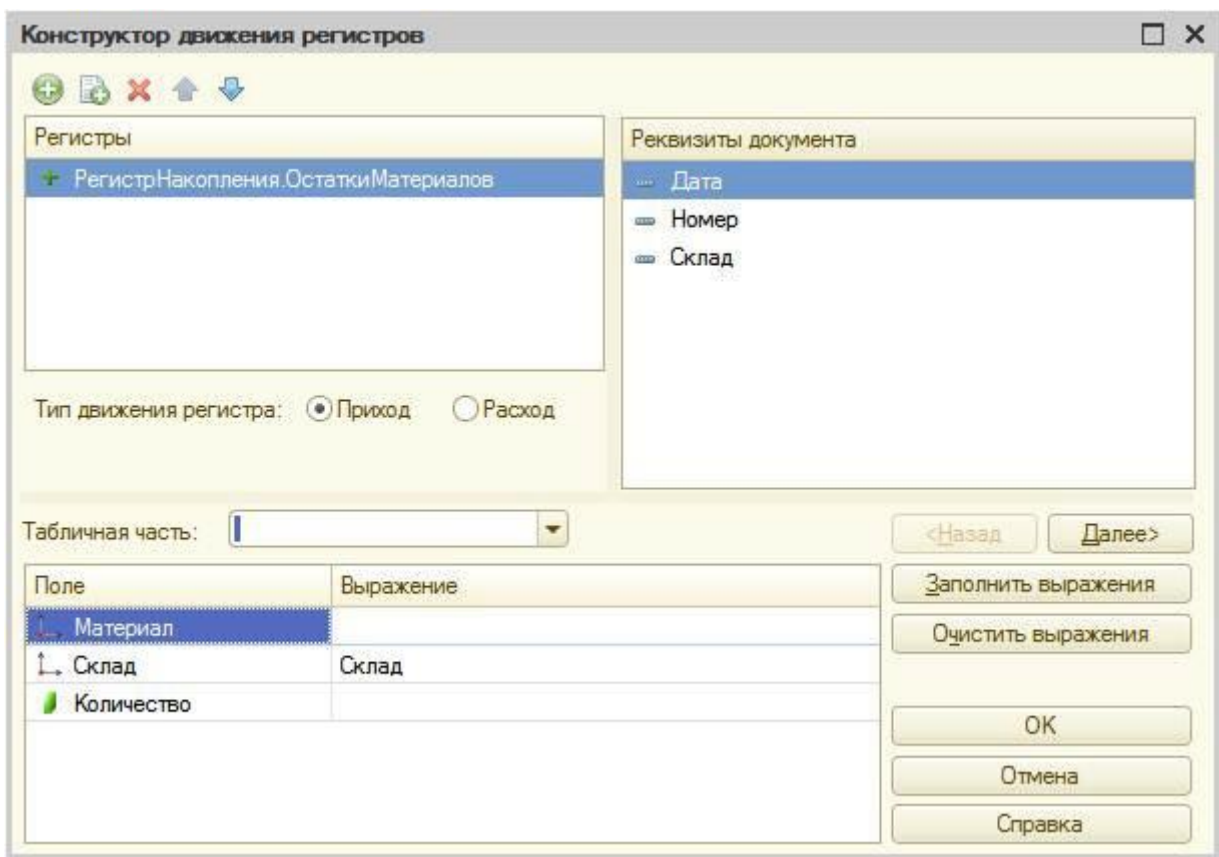 Конструктор движения регистров
Регистры
РегистрНакопления.ОстаткиМатериалов
Реквизиты документа
Дата
Номер
Склад
Тип движения регистра: Приход Расход
Табличная часть:
<Назад Далее>
Поле Выражение
Материал
Склад Склад
Количество
Заполнить выражения
Очистить выражения
OK
Отмена
Справка